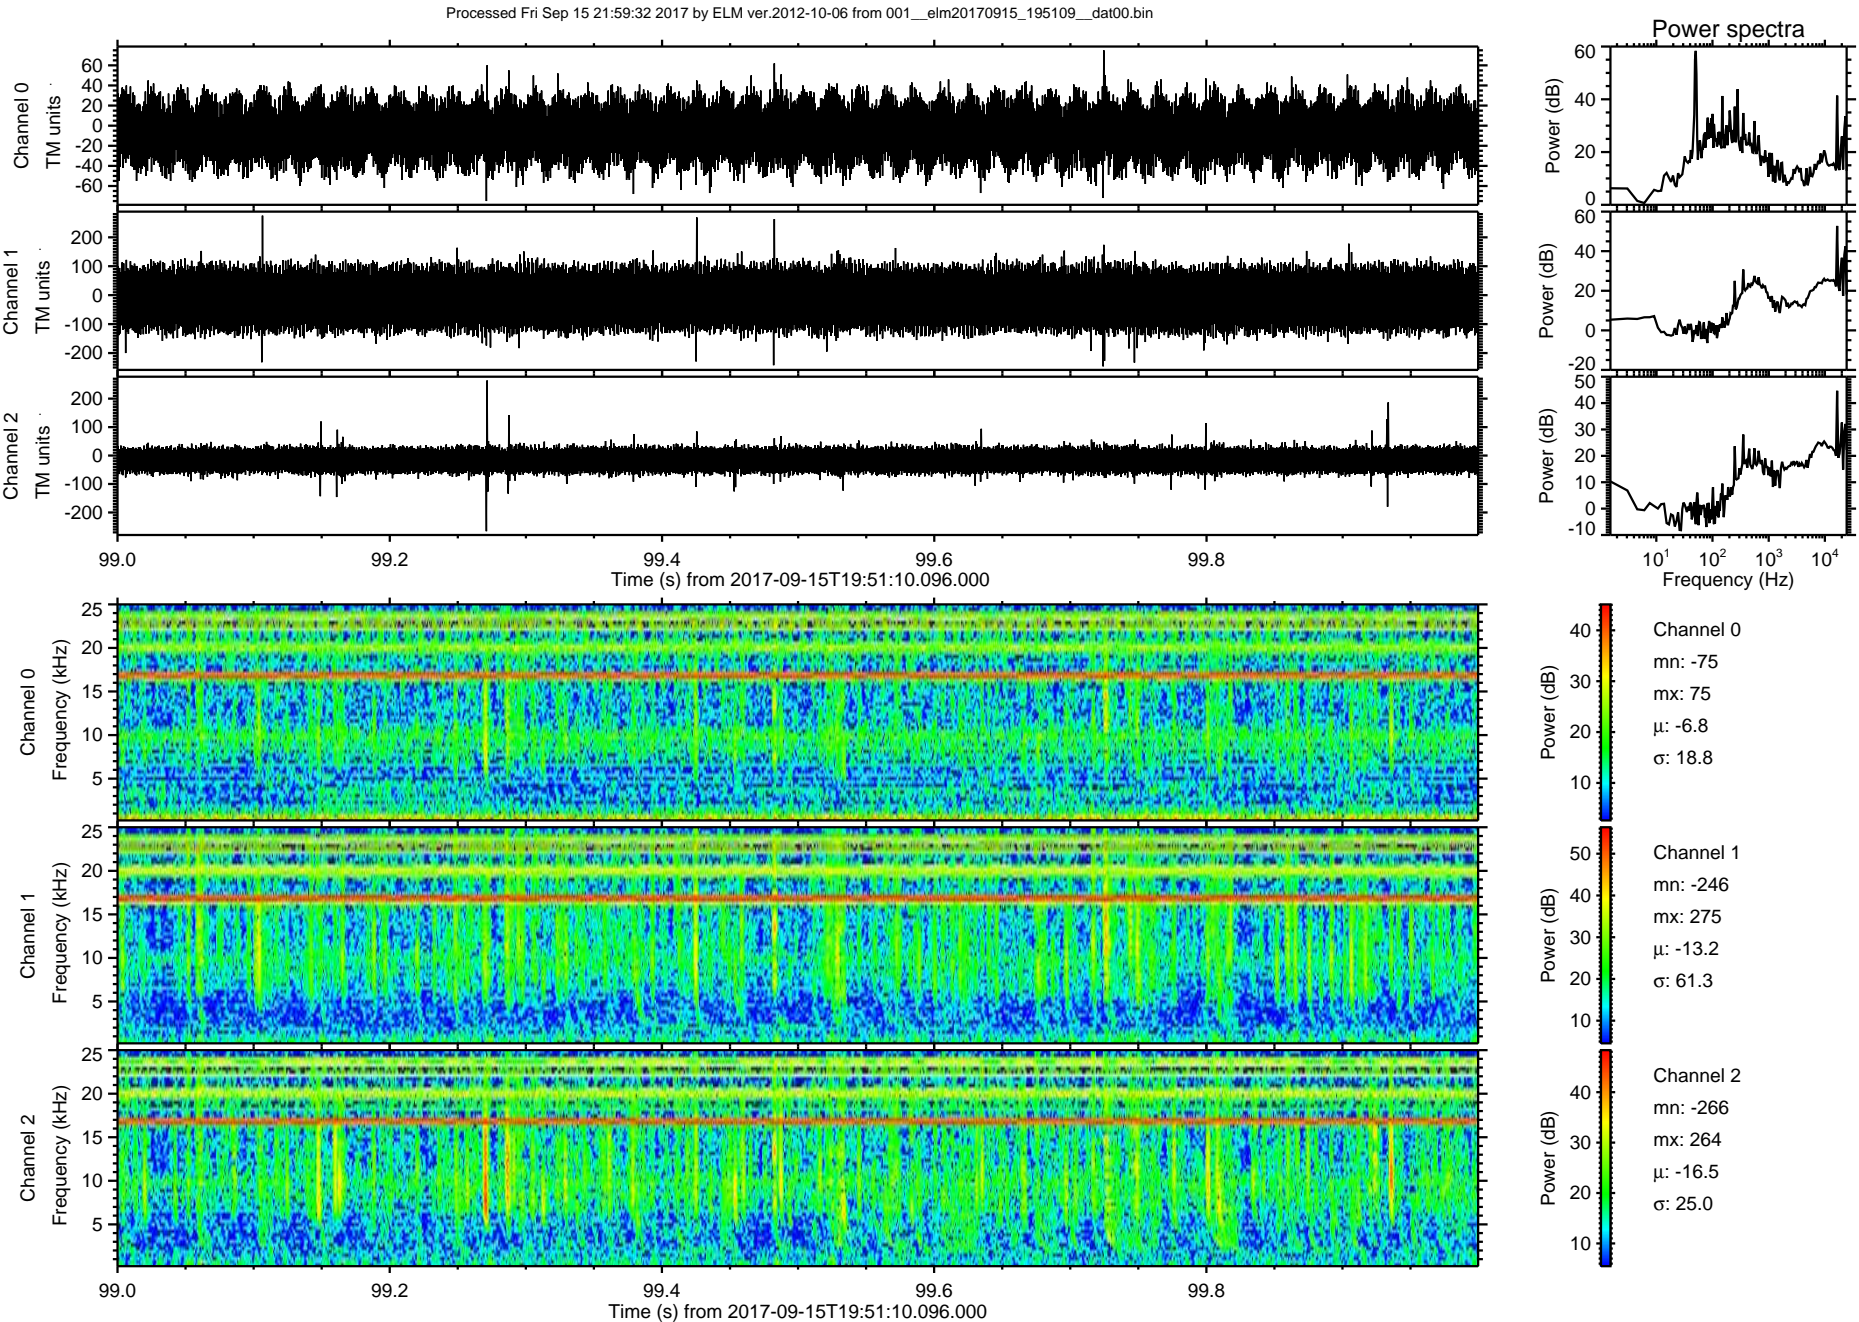 Processed Fri Sep 15 21:59:32 2017 by ELM ver.2012-10-06 from 001__elm20170915_195109__dat00.bin
Power spectra
Channel 0
TM units
60
40
20
0
-20
-40
-60
Power (dB)
60
40
20
0
Channel 1
TM units
200
100
0
-100
-200
Power (dB)
60
40
20
0
-20
Channel 2
TM units
200
100
0
-100
-200
Power (dB)
50
40
30
20
10
0
-10
99.0 99.2 99.4 99.6 99.8
Time (s) from 2017-09-15T19:51:10.096.000
10¹ 10² 10³ 10⁴
Frequency (Hz)
Channel 0
Frequency (kHz)
25
20
15
10
5
Power (dB)
40
30
20
10
Channel 0
mn: -75
mx: 75
μ: -6.8
σ: 18.8
Channel 1
Frequency (kHz)
25
20
15
10
5
Power (dB)
50
40
30
20
10
Channel 1
mn: -246
mx: 275
μ: -13.2
σ: 61.3
Channel 2
Frequency (kHz)
25
20
15
10
5
Power (dB)
40
30
20
10
Channel 2
mn: -266
mx: 264
μ: -16.5
σ: 25.0
99.0 99.2 99.4 99.6 99.8
Time (s) from 2017-09-15T19:51:10.096.000